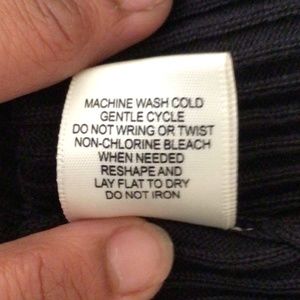 MACHINE WASH COLD
GENTLE CYCLE
DO NOT WRING OR TWIST
NON-CHLORINE BLEACH
WHEN NEEDED
RESHAPE AND
LAY FLAT TO DRY
DO NOT IRON